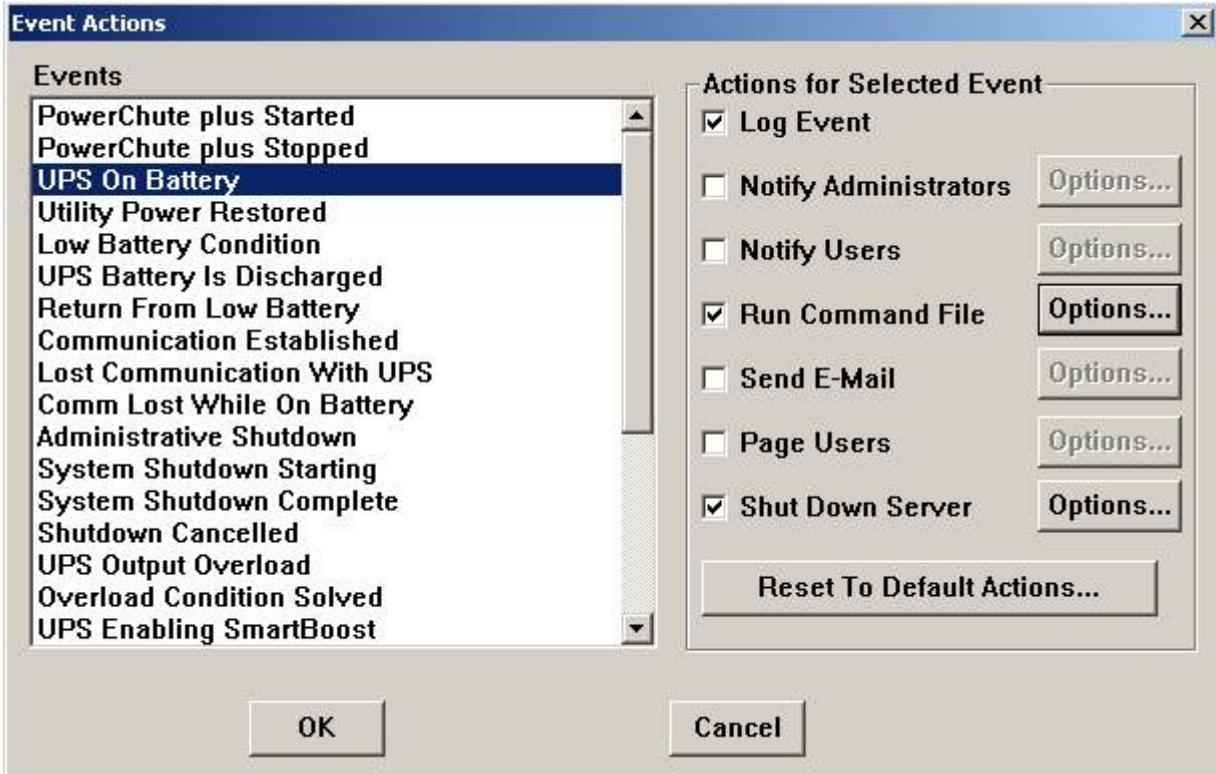 Event Actions
Events
PowerChute plus Started
PowerChute plus Stopped
UPS On Battery
Utility Power Restored
Low Battery Condition
UPS Battery Is Discharged
Return From Low Battery
Communication Established
Lost Communication With UPS
Comm Lost While On Battery
Administrative Shutdown
System Shutdown Starting
System Shutdown Complete
Shutdown Cancelled
UPS Output Overload
Overload Condition Solved
UPS Enabling SmartBoost
Actions for Selected Event
Log Event
Notify Administrators Options...
Notify Users Options...
Run Command File Options...
Send E-Mail Options...
Page Users Options...
Shut Down Server Options...
Reset To Default Actions...
OK Cancel